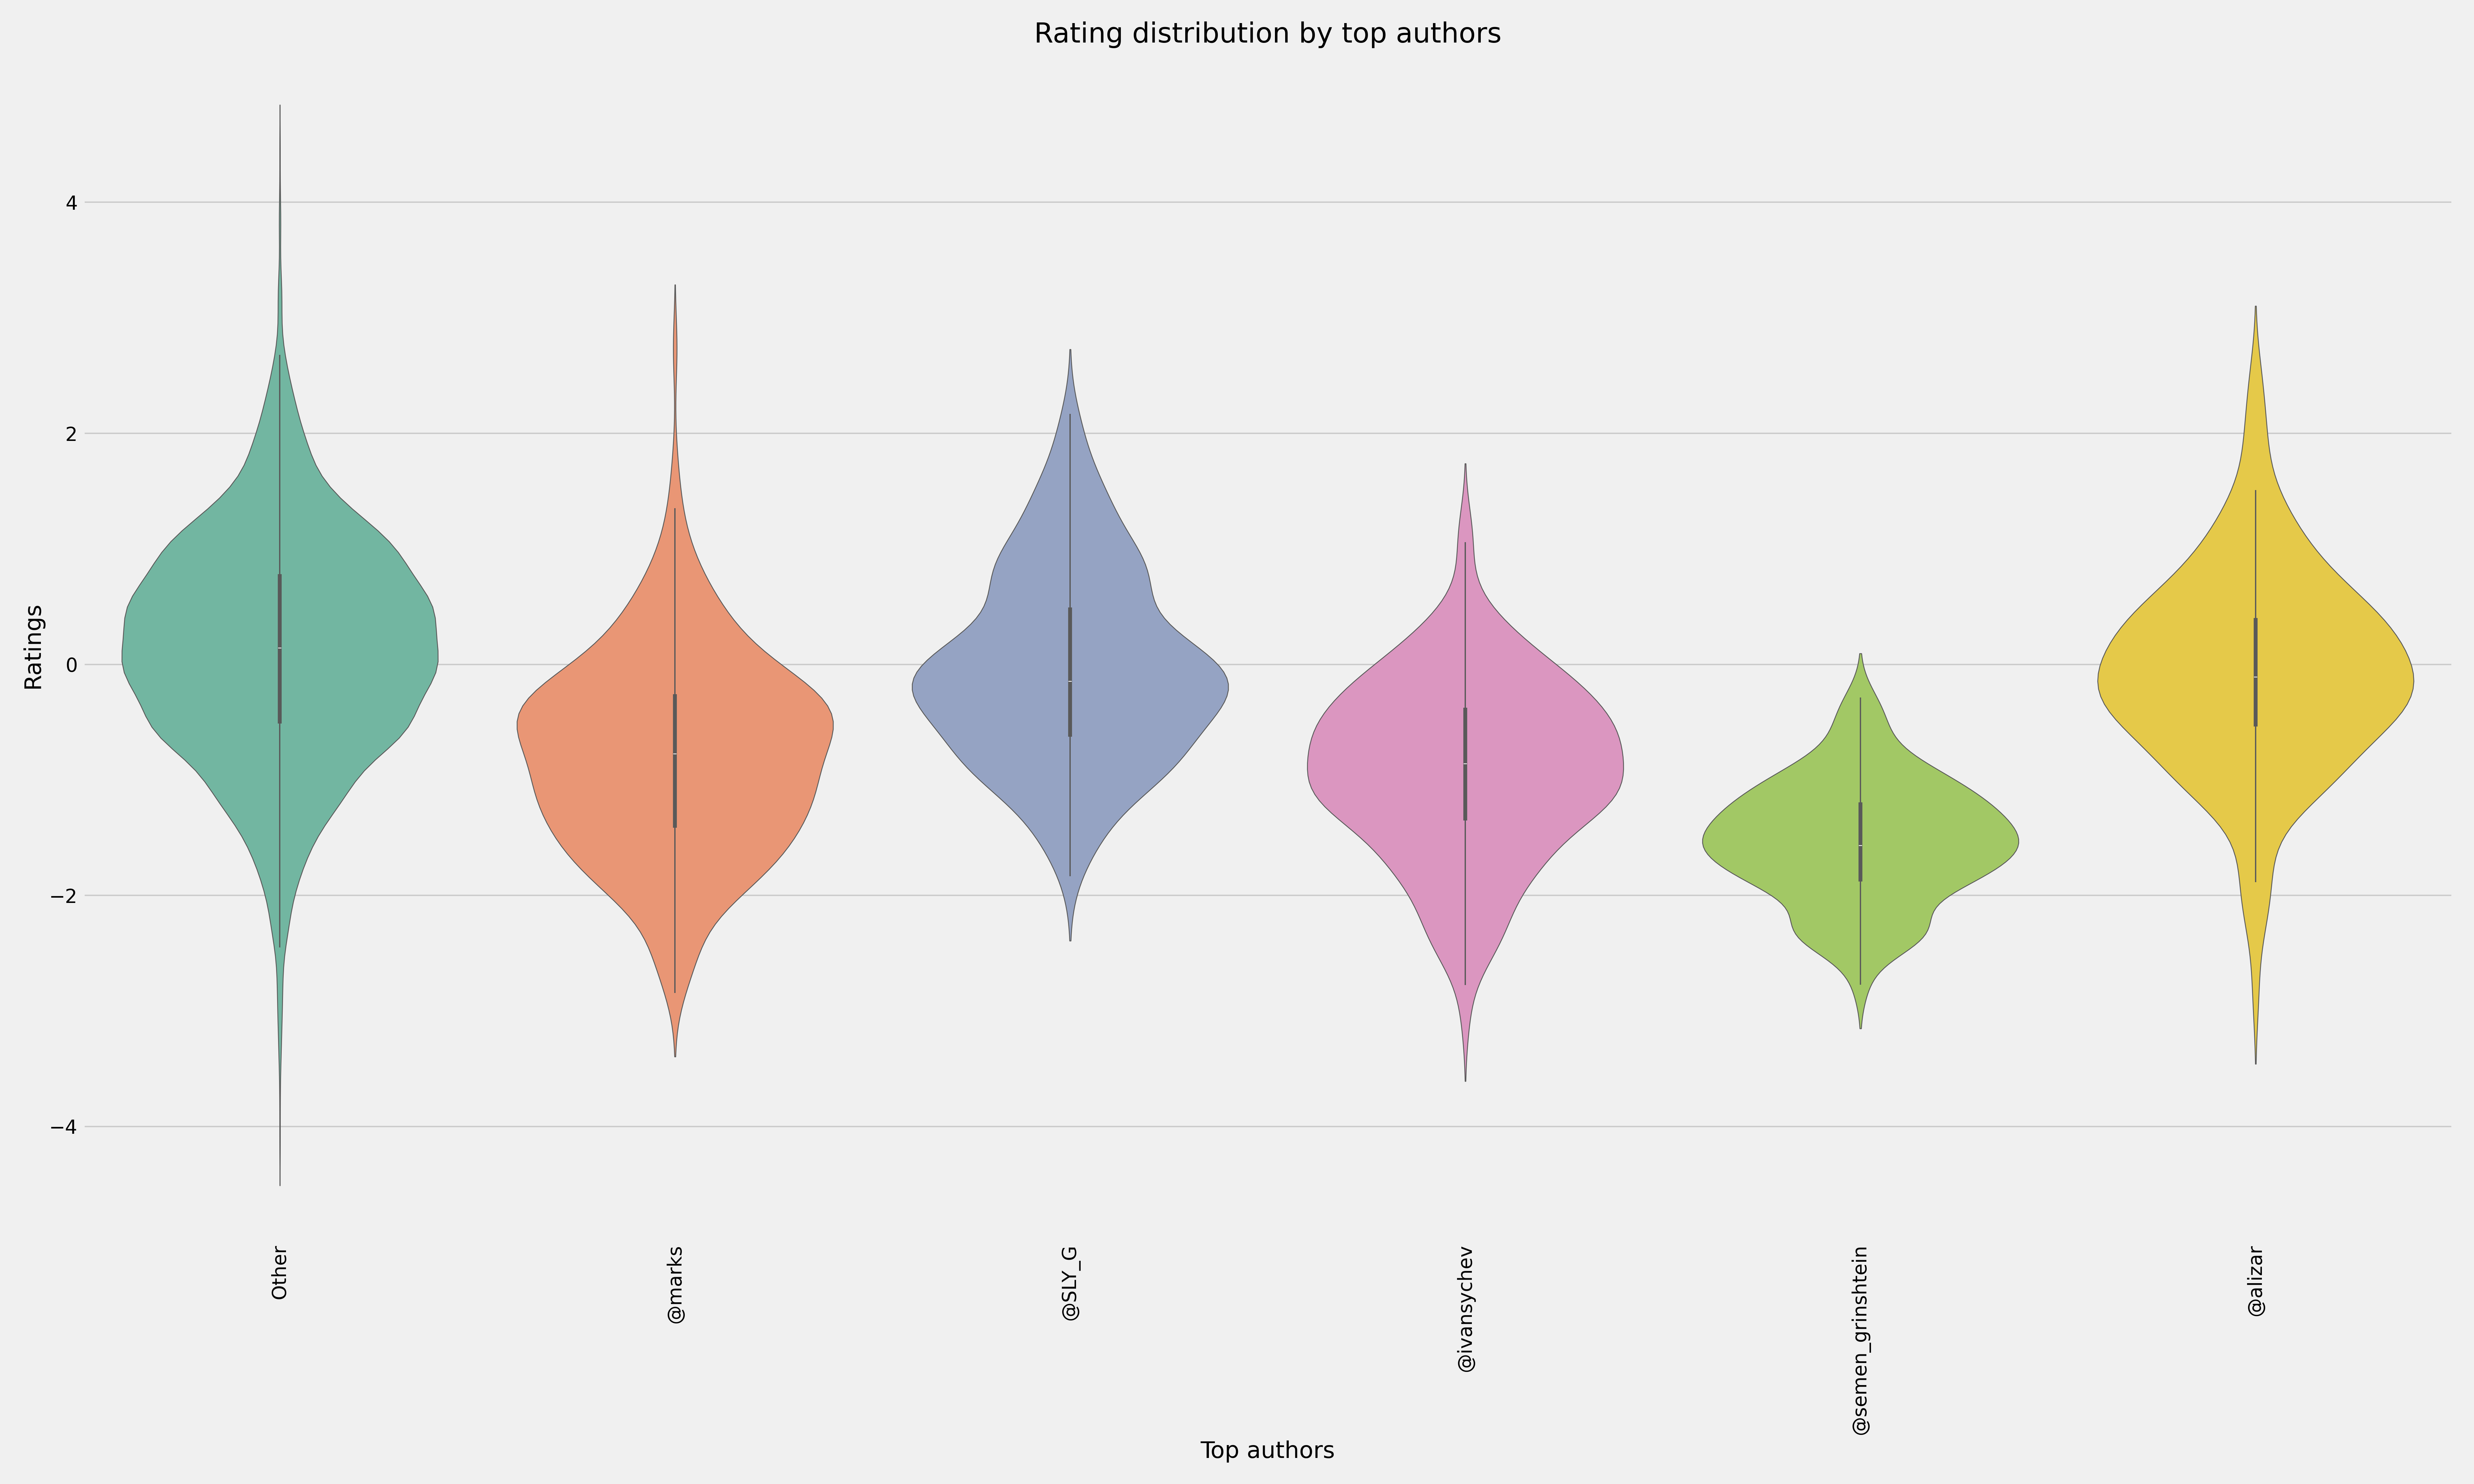 Rating distribution by top authors
Ratings
4
2
0
−2
−4
Other
@marks
@SLY_G
@ivansychev
@semen_grinshtein
@alizar
Top authors